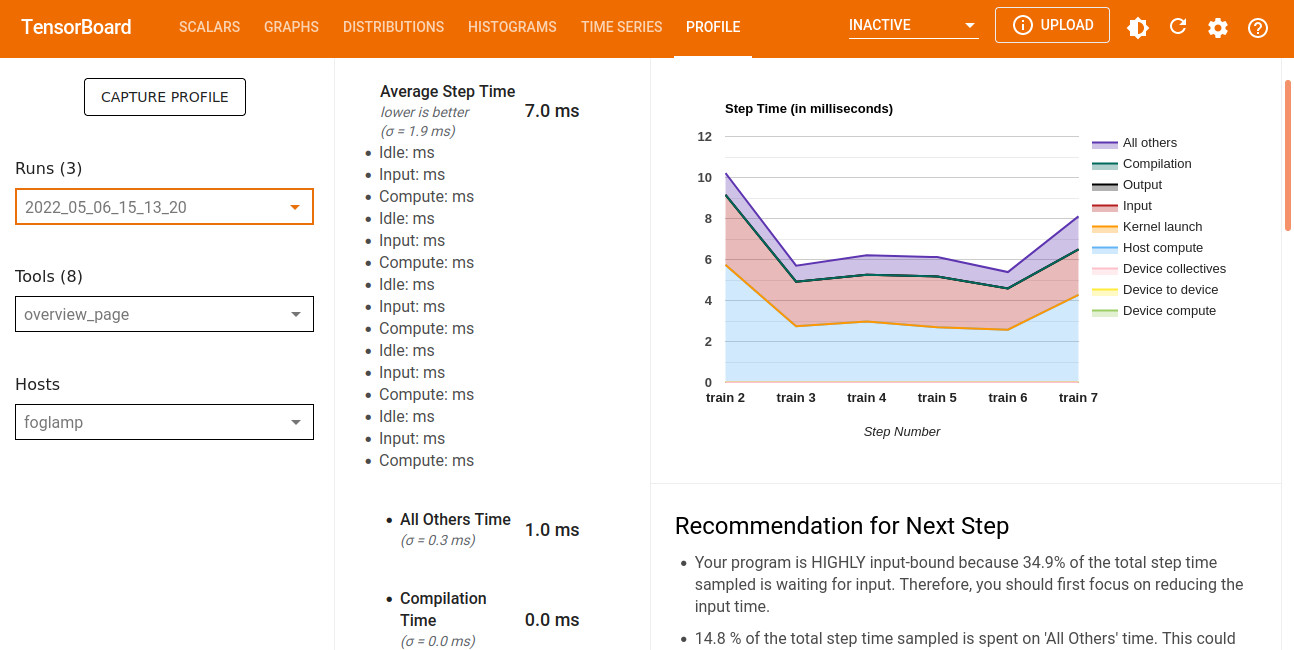 TensorBoard
SCALARS
GRAPHS
DISTRIBUTIONS
HISTOGRAMS
TIME SERIES
PROFILE
INACTIVE
UPLOAD
CAPTURE PROFILE
Runs (3)
2022_05_06_15_13_20
Tools (8)
overview_page
Hosts
foglamp
Average Step Time
lower is better
(σ = 1.9 ms)
7.0 ms
Idle: ms
Input: ms
Compute: ms
Idle: ms
Input: ms
Compute: ms
Idle: ms
Input: ms
Compute: ms
Idle: ms
Input: ms
Compute: ms
Idle: ms
Input: ms
Compute: ms
All Others Time
(σ = 0.3 ms)
1.0 ms
Compilation
Time
(σ = 0.0 ms)
0.0 ms
Step Time (in milliseconds)
12
10
8
6
4
2
0
train 2
train 3
train 4
train 5
train 6
train 7
Step Number
All others
Compilation
Output
Input
Kernel launch
Host compute
Device collectives
Device to device
Device compute
Recommendation for Next Step
Your program is HIGHLY input-bound because 34.9% of the total step time
sampled is waiting for input. Therefore, you should first focus on reducing the
input time.
14.8 % of the total step time sampled is spent on 'All Others' time. This could